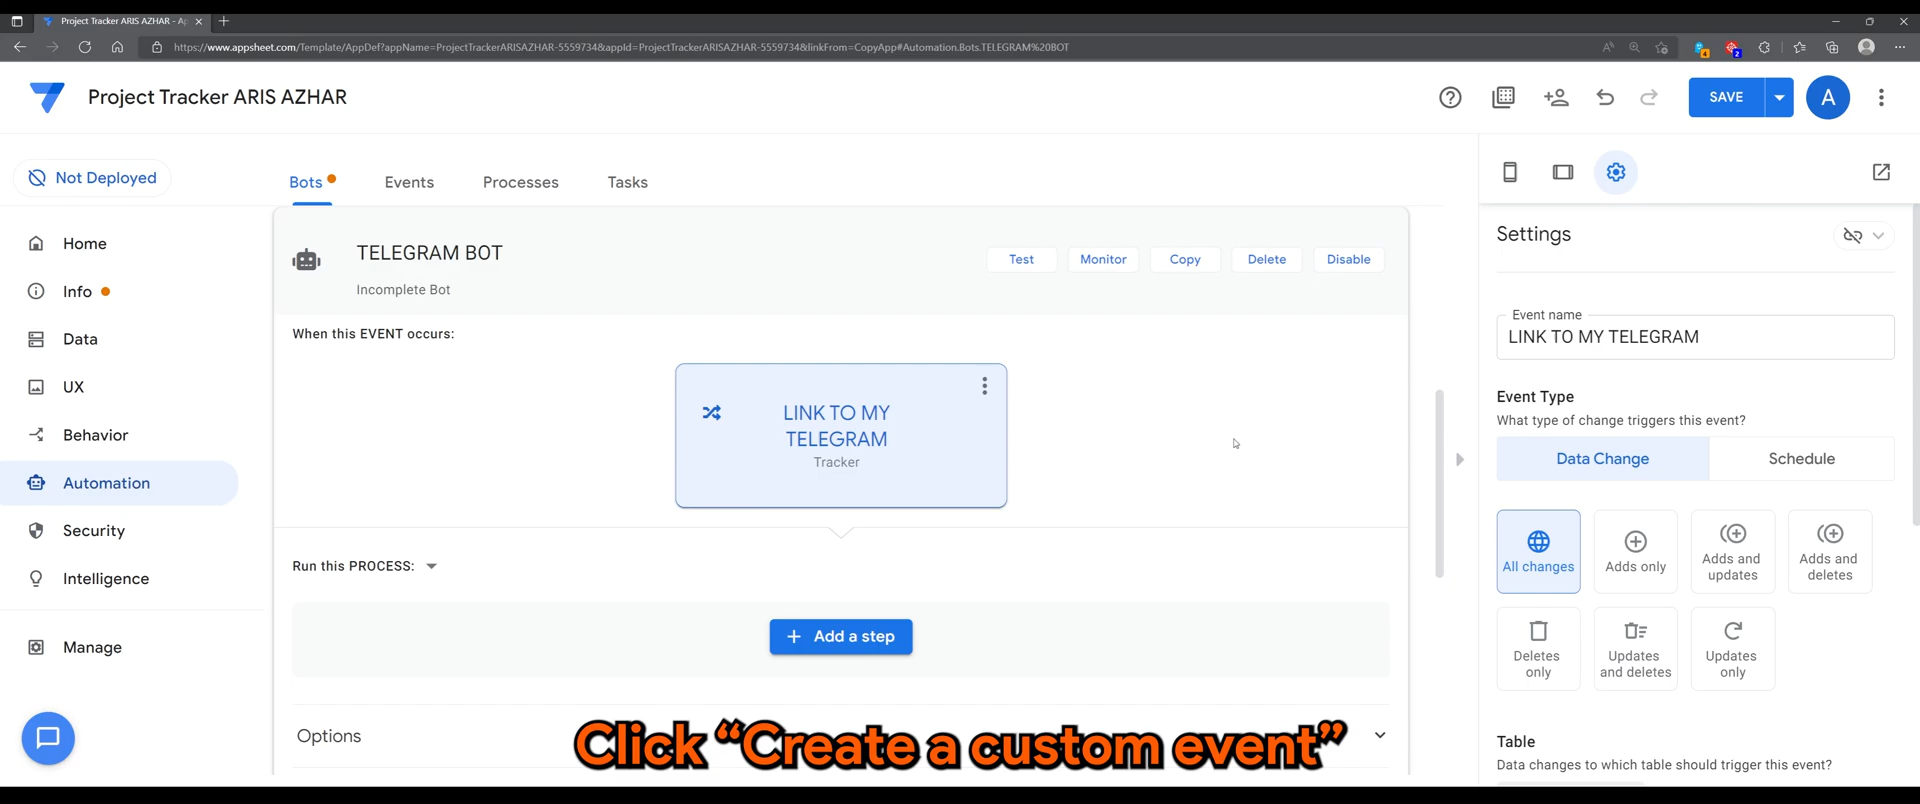 Project Tracker ARIS AZHAR - Ap
https://www.appsheet.com/Template/AppDef?appName=ProjectTrackerARISAZHAR-5559734&appId=ProjectTrackerARISAZHAR-5559734&linkFrom=CopyApp#Automation.Bots.TELEGRAM%20BOT
4
2
Project Tracker ARIS AZHAR
SAVE
A
Not Deployed
Home
Info
Data
UX
Behavior
Automation
Security
Intelligence
Manage
Bots
Events
Processes
Tasks
TELEGRAM BOT
Incomplete Bot
Test
Monitor
Copy
Delete
Disable
When this EVENT occurs:
LINK TO MY
TELEGRAM
Tracker
Run this PROCESS:
+ Add a step
Options
Click “Create a custom event”
Settings
Event name
LINK TO MY TELEGRAM
Event Type
What type of change triggers this event?
Data Change
Schedule
All changes
Adds only
Adds and
updates
Adds and
deletes
Deletes
only
Updates
and deletes
Updates
only
Table
Data changes to which table should trigger this event?